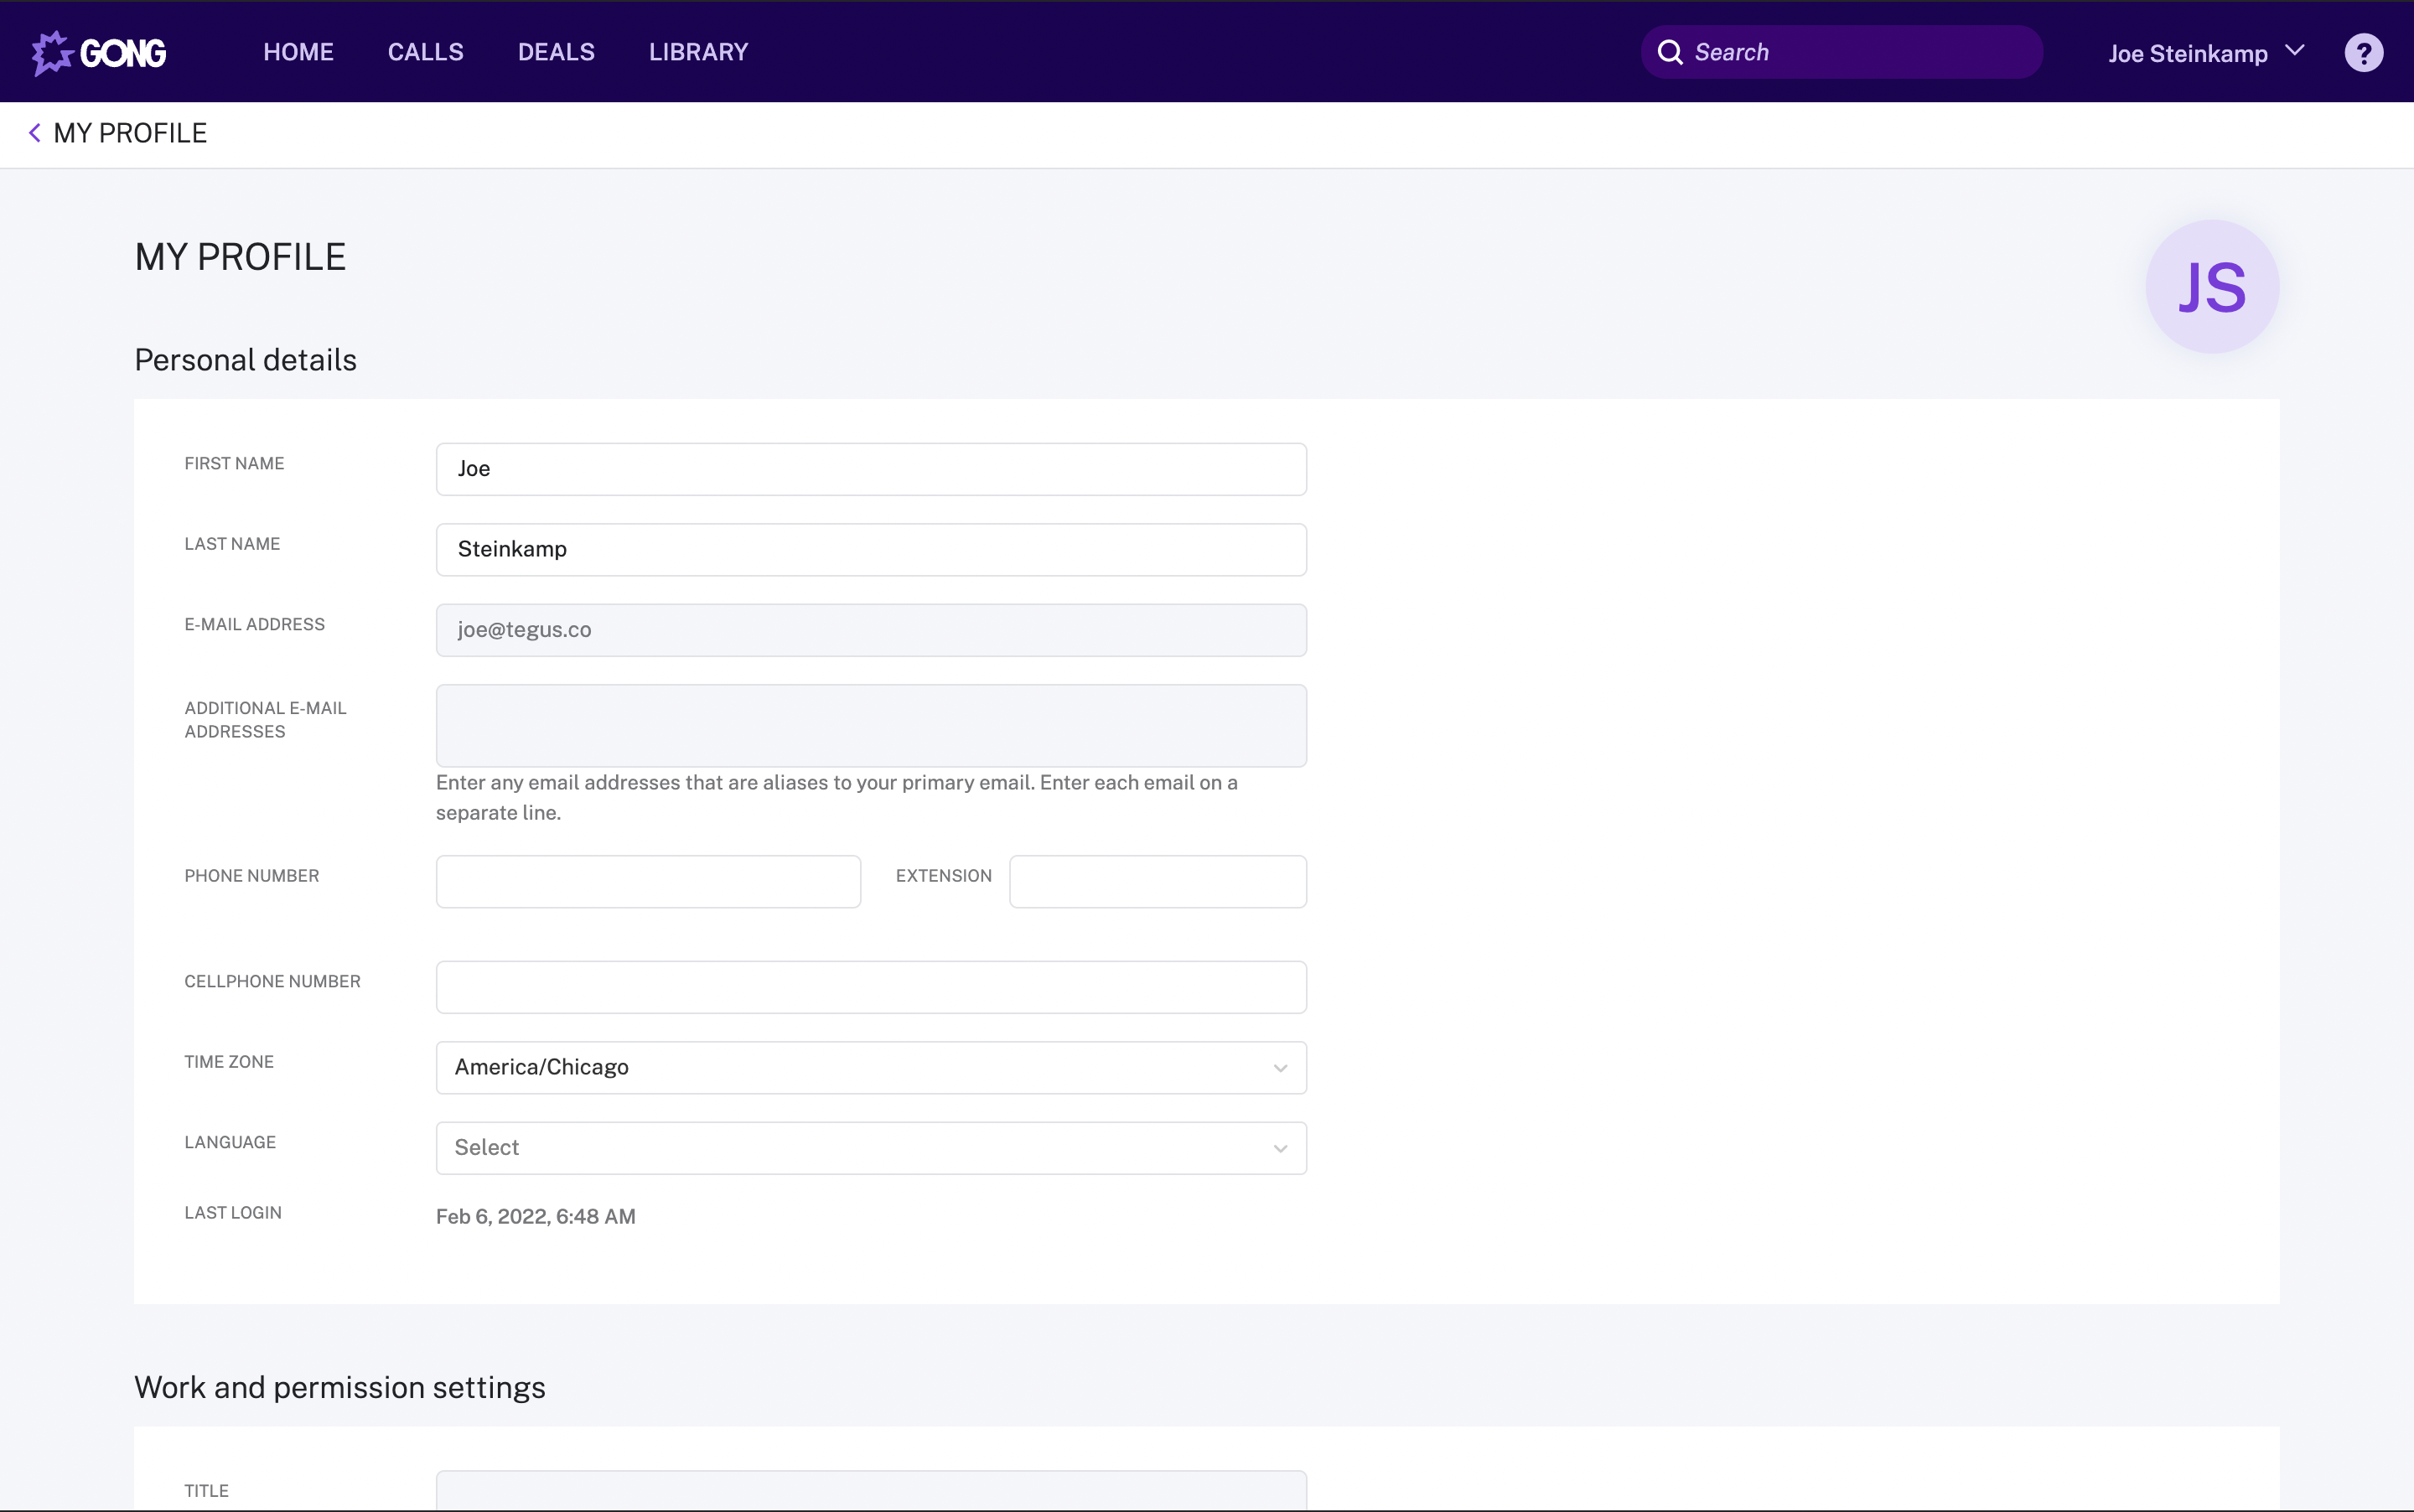 GONG
HOME
CALLS
DEALS
LIBRARY
Search
Joe Steinkamp
?
MY PROFILE
MY PROFILE
JS
Personal details
FIRST NAME
Joe
LAST NAME
Steinkamp
E-MAIL ADDRESS
joe@tegus.co
ADDITIONAL E-MAIL
ADDRESSES
Enter any email addresses that are aliases to your primary email. Enter each email on a
separate line.
PHONE NUMBER
EXTENSION
CELLPHONE NUMBER
TIME ZONE
America/Chicago
LANGUAGE
Select
LAST LOGIN
Feb 6, 2022, 6:48 AM
Work and permission settings
TITLE